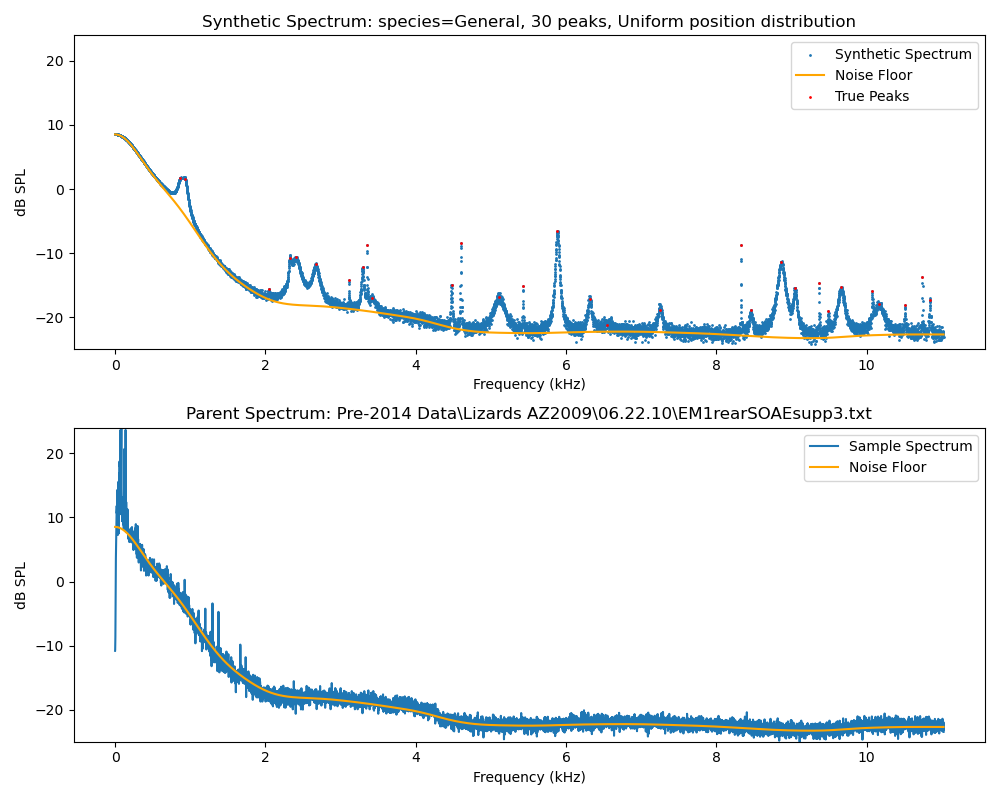 Synthetic Spectrum: species=General, 30 peaks, Uniform position distribution
20
10
0
−10
−20
dB SPL
Synthetic Spectrum
Noise Floor
True Peaks
0 2 4 6 8 10
Frequency (kHz)
Parent Spectrum: Pre-2014 Data\Lizards AZ2009\06.22.10\EM1rearSOAEsupp3.txt
20
10
0
−10
−20
dB SPL
Sample Spectrum
Noise Floor
0 2 4 6 8 10
Frequency (kHz)